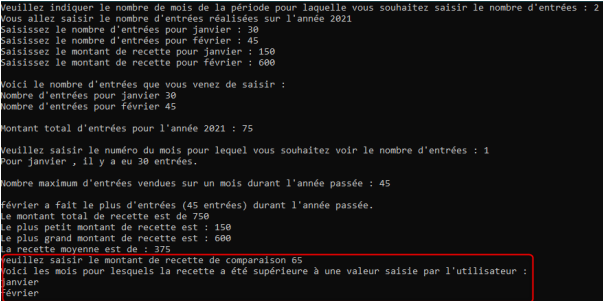 Veuillez indiquer le nombre de mois de la période pour laquelle vous souhaitez saisir le nombre d'entrées : 2
Vous allez saisir le nombre d'entrées réalisées sur l'année 2021
Saisissez le nombre d'entrées pour janvier : 30
Saisissez le nombre d'entrées pour février : 45
Saisissez le montant de recette pour janvier : 150
Saisissez le montant de recette pour février : 600
Voici le nombre d'entrées que vous venez de saisir :
Nombre d'entrées pour janvier 30
Nombre d'entrées pour février 45
Montant total d'entrées pour l'année 2021 : 75
Veuillez saisir le numéro du mois pour lequel vous souhaitez voir le nombre d'entrées : 1
Pour janvier , il y a eu 30 entrées.
Nombre maximum d'entrées vendues sur un mois durant l'année passée : 45
février a fait le plus d'entrées (45 entrées) durant l'année passée.
Le montant total de recette est de 750
Le plus petit montant de recette est : 150
Le plus grand montant de recette est : 600
La recette moyenne est de : 375
veuillez saisir le montant de recette de comparaison 65
Voici les mois pour lesquels la recette a été supérieure à une valeur saisie par l'utilisateur :
janvier
février